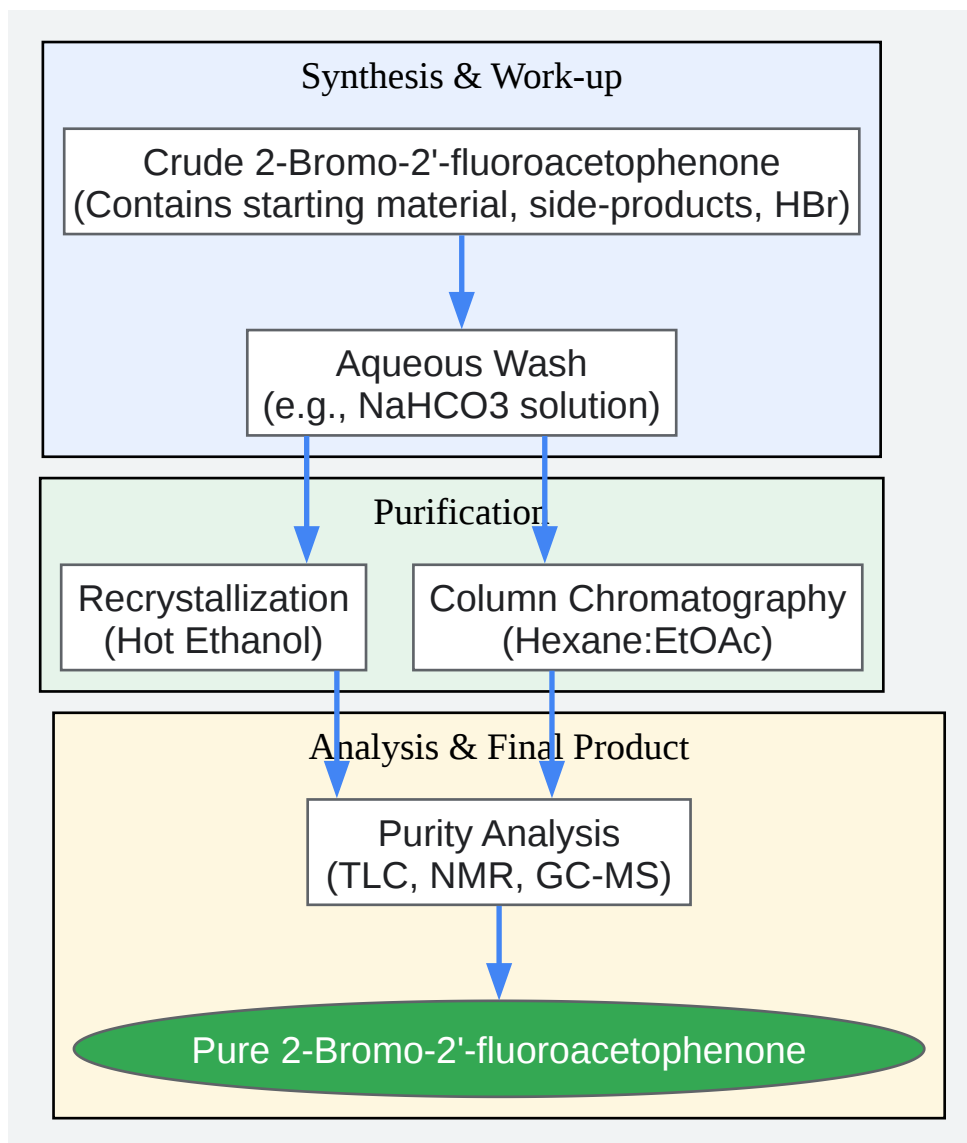 Synthesis & Work-up
Crude 2-Bromo-2'-fluoroacetophenone
(Contains starting material, side-products, HBr)
Aqueous Wash
(e.g., NaHCO3 solution)
Purification
Recrystallization
(Hot Ethanol)
Column Chromatography
(Hexane:EtOAc)
Analysis & Final Product
Purity Analysis
(TLC, NMR, GC-MS)
Pure 2-Bromo-2'-fluoroacetophenone